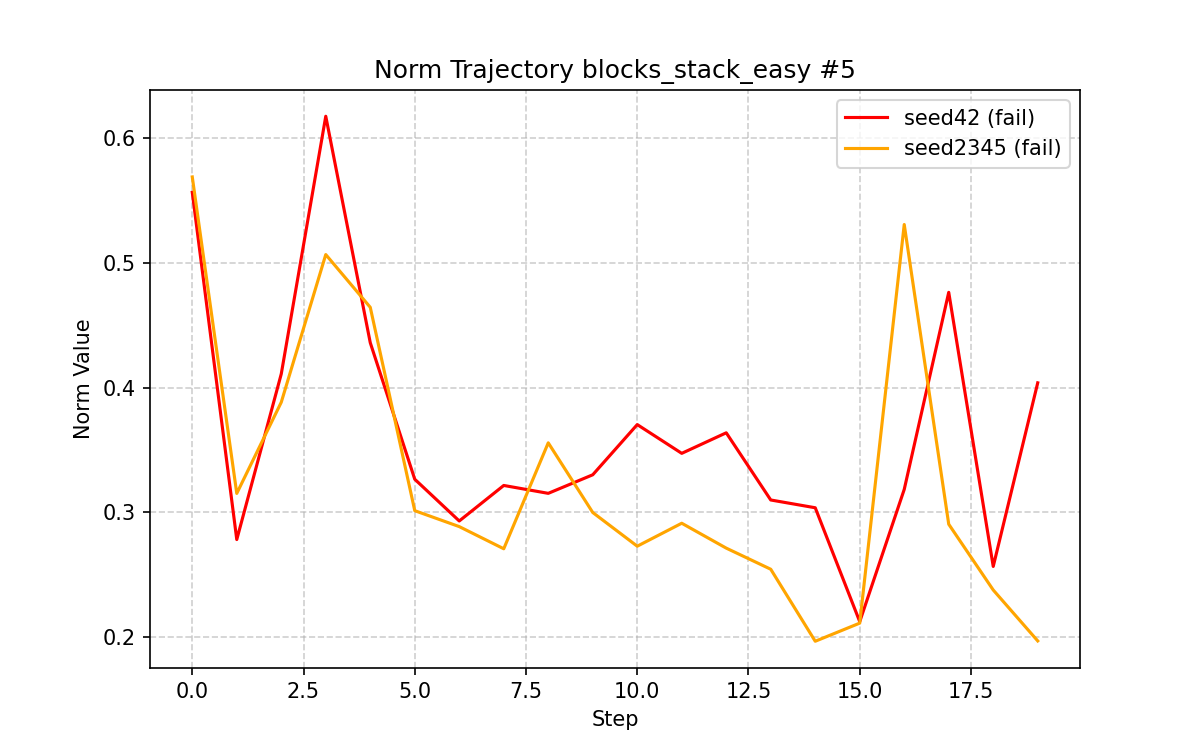 Norm Trajectory blocks_stack_easy #5
seed42 (fail)
seed2345 (fail)
Norm Value
0.6
0.5
0.4
0.3
0.2
0.0 2.5 5.0 7.5 10.0 12.5 15.0 17.5
Step